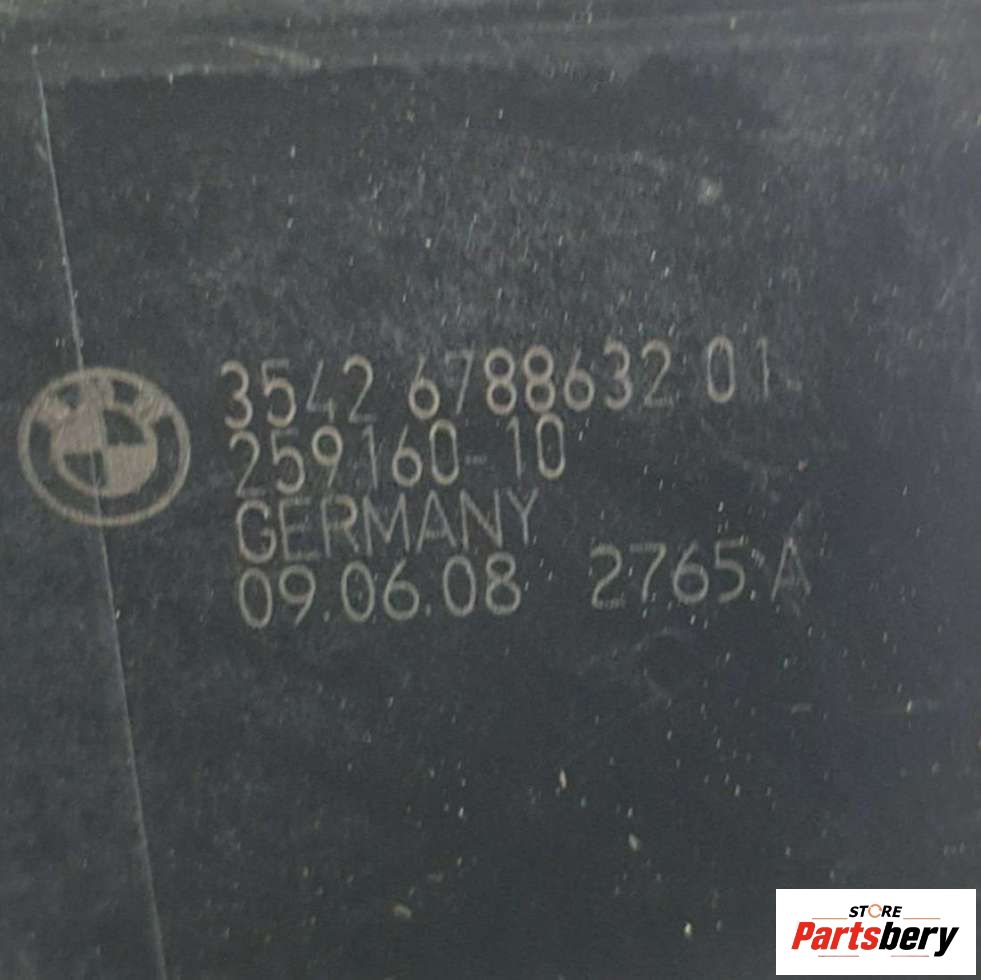 3542 6788632 01
259160-10
GERMANY
09.06.08 2765 A
STORE
Partsbery